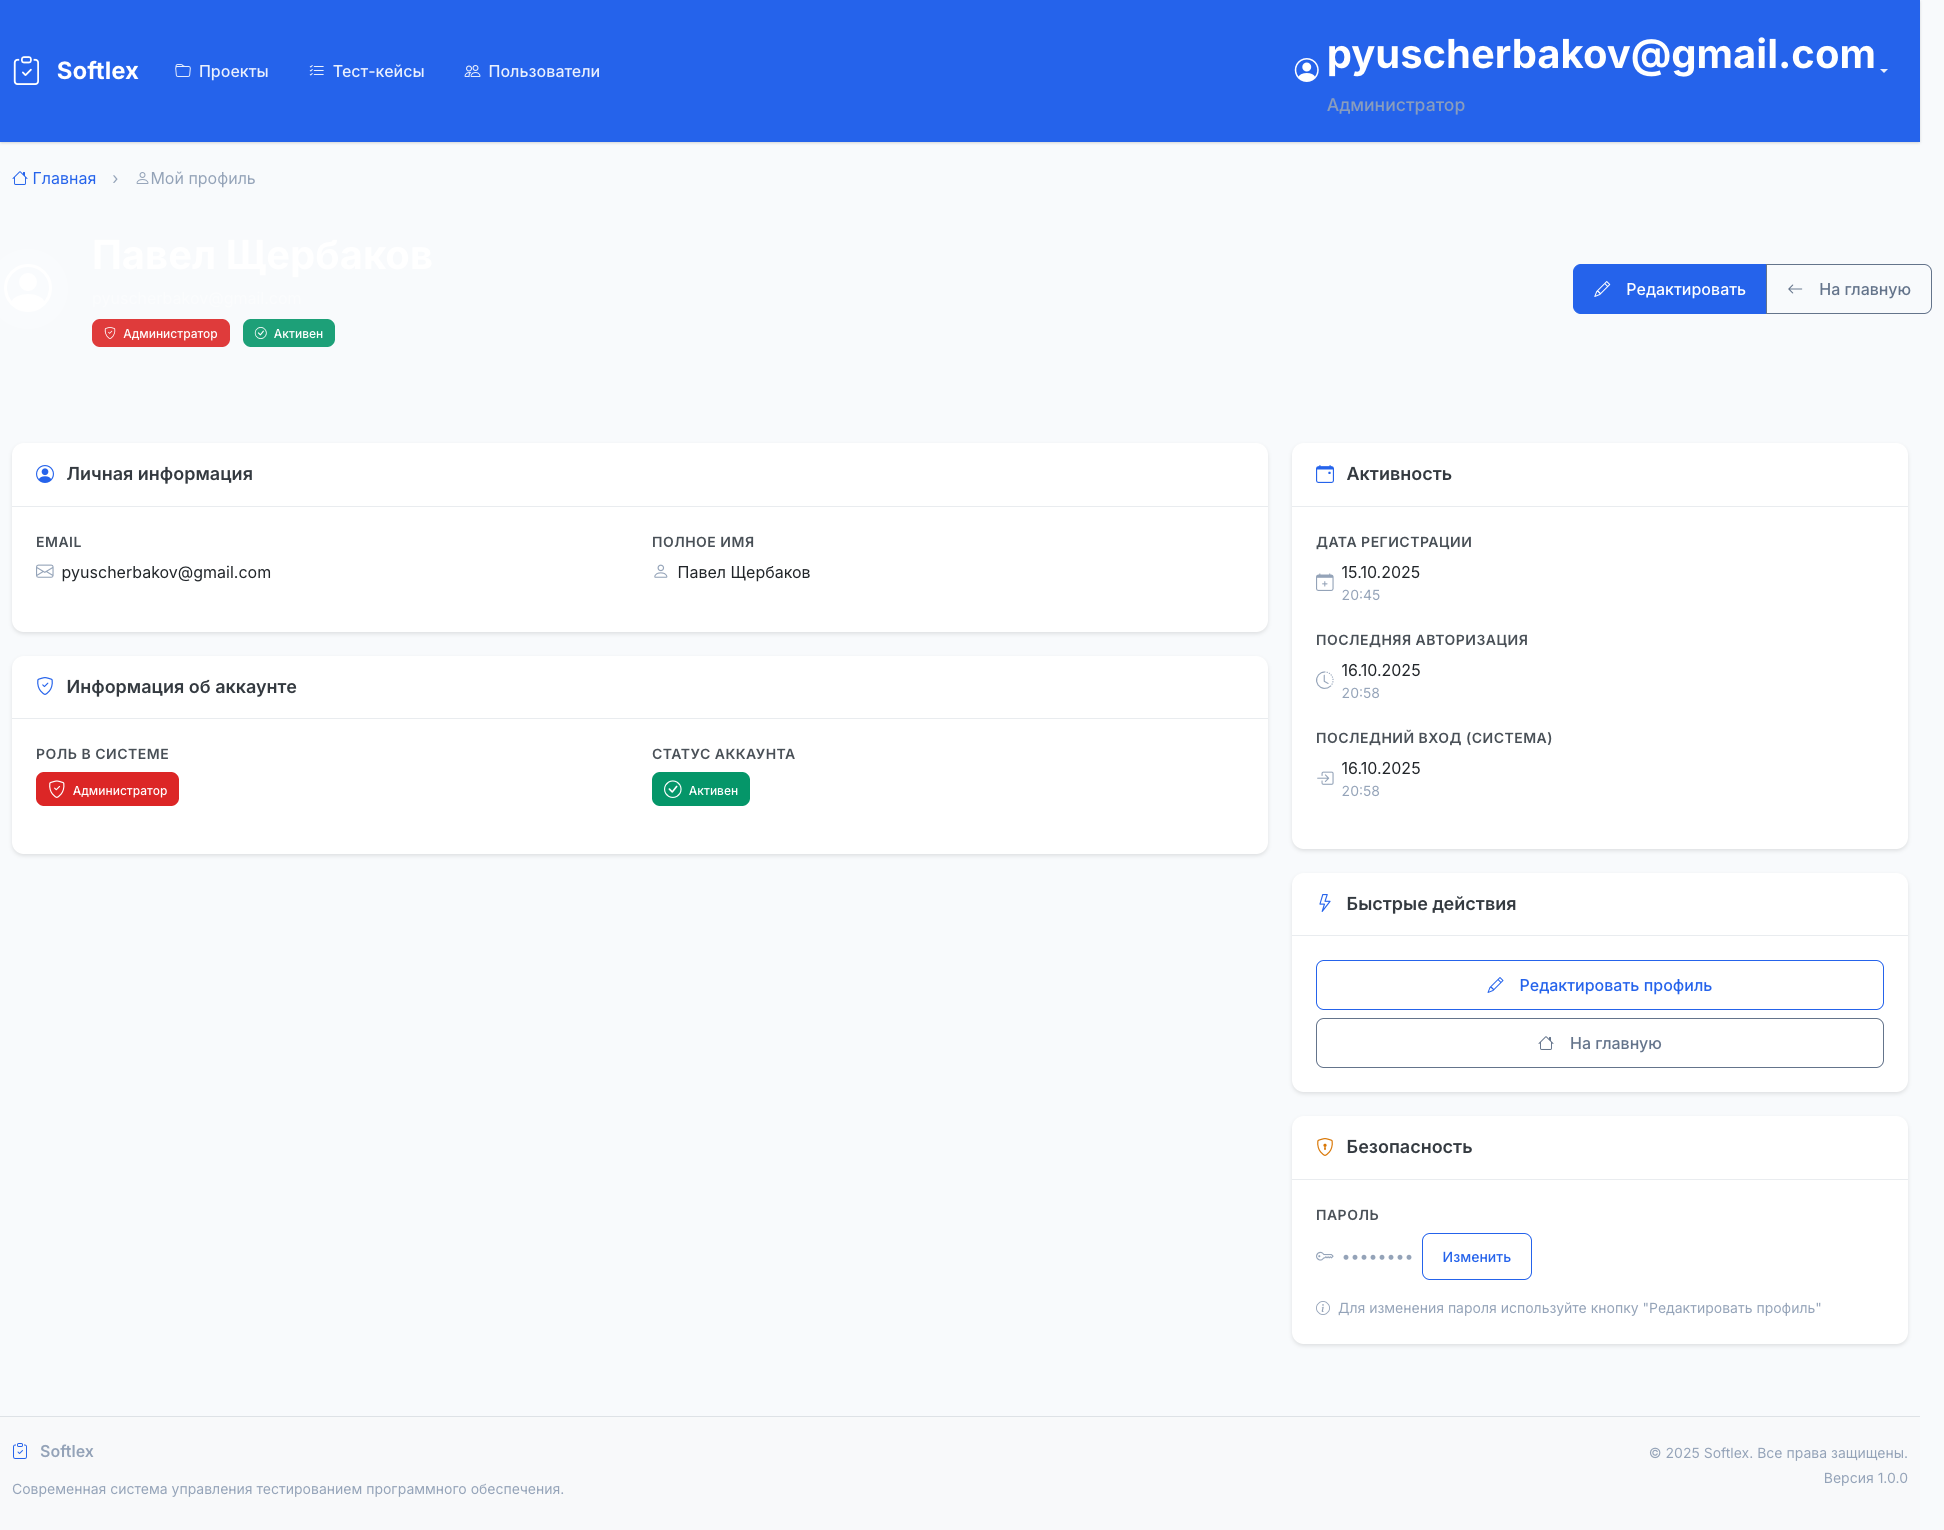 Softlex
Проекты
Тест-кейсы
Пользователи
pyuscherbakov@gmail.com
Администратор
Главная › Мой профиль
Павел Щербаков
Администратор
Активен
Редактировать
На главную
Личная информация
EMAIL
pyuscherbakov@gmail.com
ПОЛНОЕ ИМЯ
Павел Щербаков
Информация об аккаунте
РОЛЬ В СИСТЕМЕ
Администратор
СТАТУС АККАУНТА
Активен
Активность
ДАТА РЕГИСТРАЦИИ
15.10.2025
20:45
ПОСЛЕДНЯЯ АВТОРИЗАЦИЯ
16.10.2025
20:58
ПОСЛЕДНИЙ ВХОД (СИСТЕМА)
16.10.2025
20:58
Быстрые действия
Редактировать профиль
На главную
Безопасность
ПАРОЛЬ
••••••••
Изменить
Для изменения пароля используйте кнопку "Редактировать профиль"
Softlex
Современная система управления тестированием программного обеспечения.
© 2025 Softlex. Все права защищены.
Версия 1.0.0